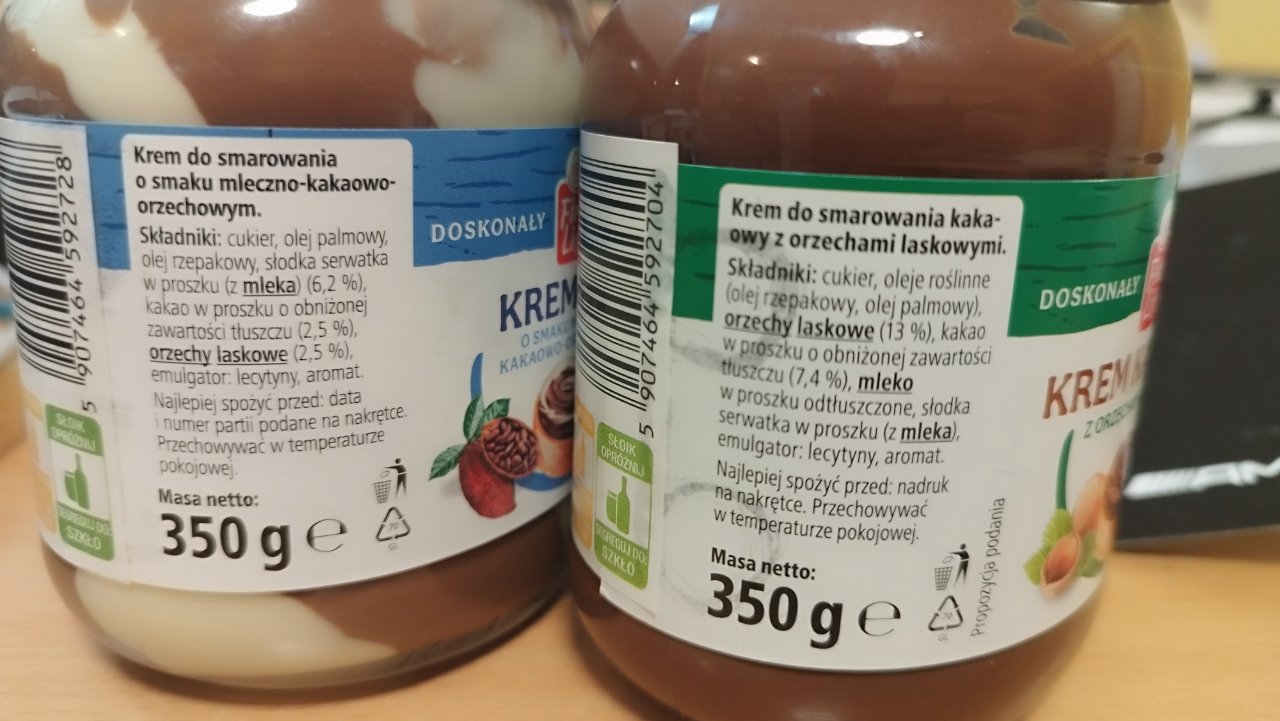 Krem do smarowania
o smaku mleczno-kakaowo-
orzechowym.
Składniki: cukier, olej palmowy,
olej rzepakowy, słodka serwatka
w proszku (z mleka) (6,2 %),
kakao w proszku o obniżonej
zawartości tłuszczu (2,5 %),
orzechy laskowe (2,5 %),
emulgator: lecytyny, aromat.
Najlepiej spożyć przed: data
i numer partii podane na nakrętce.
Przechowywać w temperaturze
pokojowej.
Masa netto:
350 g e
70
GL
5 907464 592728
SŁOIK
OPRÓŻNIJ
SEGREGUJ DO:
SZKŁO
DOSKONAŁY
KREM
O SMAKU
KAKAOWO-O
Krem do smarowania kaka-
owy z orzechami laskowymi.
Składniki: cukier, oleje roślinne
(olej rzepakowy, olej palmowy),
orzechy laskowe (13 %), kakao
w proszku o obniżonej zawartości
tłuszczu (7,4 %), mleko
w proszku odtłuszczone, słodka
serwatka w proszku (z mleka),
emulgator: lecytyny, aromat.
Najlepiej spożyć przed: nadruk
na nakrętce. Przechowywać
w temperaturze pokojowej.
Masa netto:
350 g e
70
GL
Propozycja podania
5 907464 592704
SŁOIK
OPRÓŻNIJ
SEGREGUJ DO:
SZKŁO
DOSKONAŁY
KREM
Z ORZECH
AM